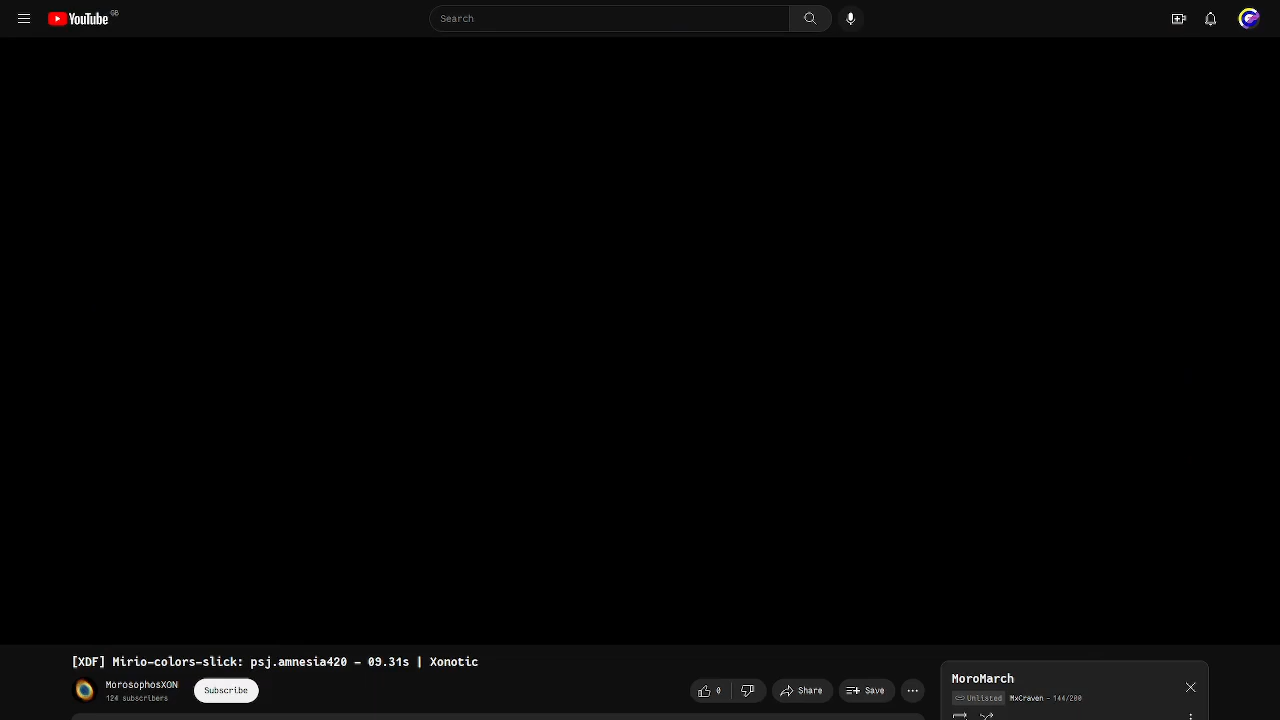 YouTube GB
Search
[XDF] Mirio-colors-slick: psj.amnesia420 – 09.31s | Xonotic
MorosophosXON
124 subscribers
Subscribe
0
Share
Save
MoroMarch
Unlisted MxCraven - 144/200